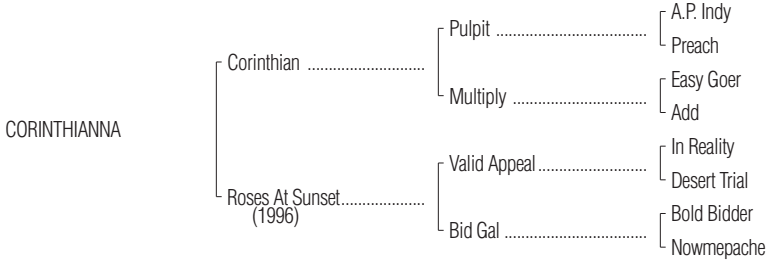 A.P. Indy
Pulpit
Preach
Corinthian
Easy Goer
Multiply
Add
CORINTHIANNA
In Reality
Valid Appeal
Desert Trial
Roses At Sunset
(1996)
Bold Bidder
Bid Gal
Nowmepache